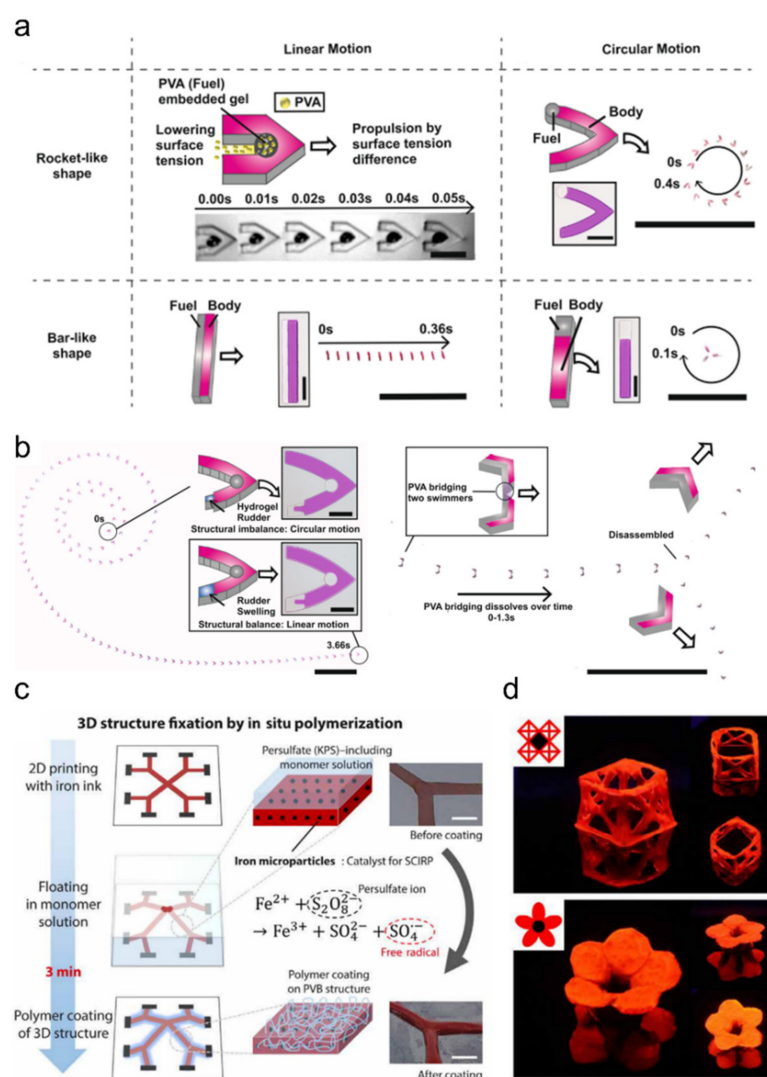 a
Linear Motion
Circular Motion
Rocket-like
shape
PVA (Fuel)
embedded gel
PVA
Lowering
surface
tension
Propulsion by
surface tension
difference
0.00s 0.01s 0.02s 0.03s 0.04s 0.05s
Body
Fuel
0s
0.4s
Bar-like
shape
Fuel Body
0s
0.36s
Fuel Body
0s
0.1s
b
0s
Hydrogel
Rudder
Structural imbalance: Circular motion
Rudder
Swelling
Structural balance: Linear motion
3.66s
PVA bridging
two swimmers
PVA bridging dissolves over time
0-1.3s
Disassembled
c
3D structure fixation by in situ polymerization
2D printing
with iron ink
Persulfate (KPS)–including
monomer solution
Before coating
Iron microparticles : Catalyst for SCIRP
Floating
in monomer
solution
Persulfate ion
Fe²⁺ + S₂O₈²⁻
→ Fe³⁺ + SO₄²⁻ + SO₄·⁻
Free radical
3 min
Polymer coating
of 3D structure
Polymer coating
on PVB structure
After coating
d